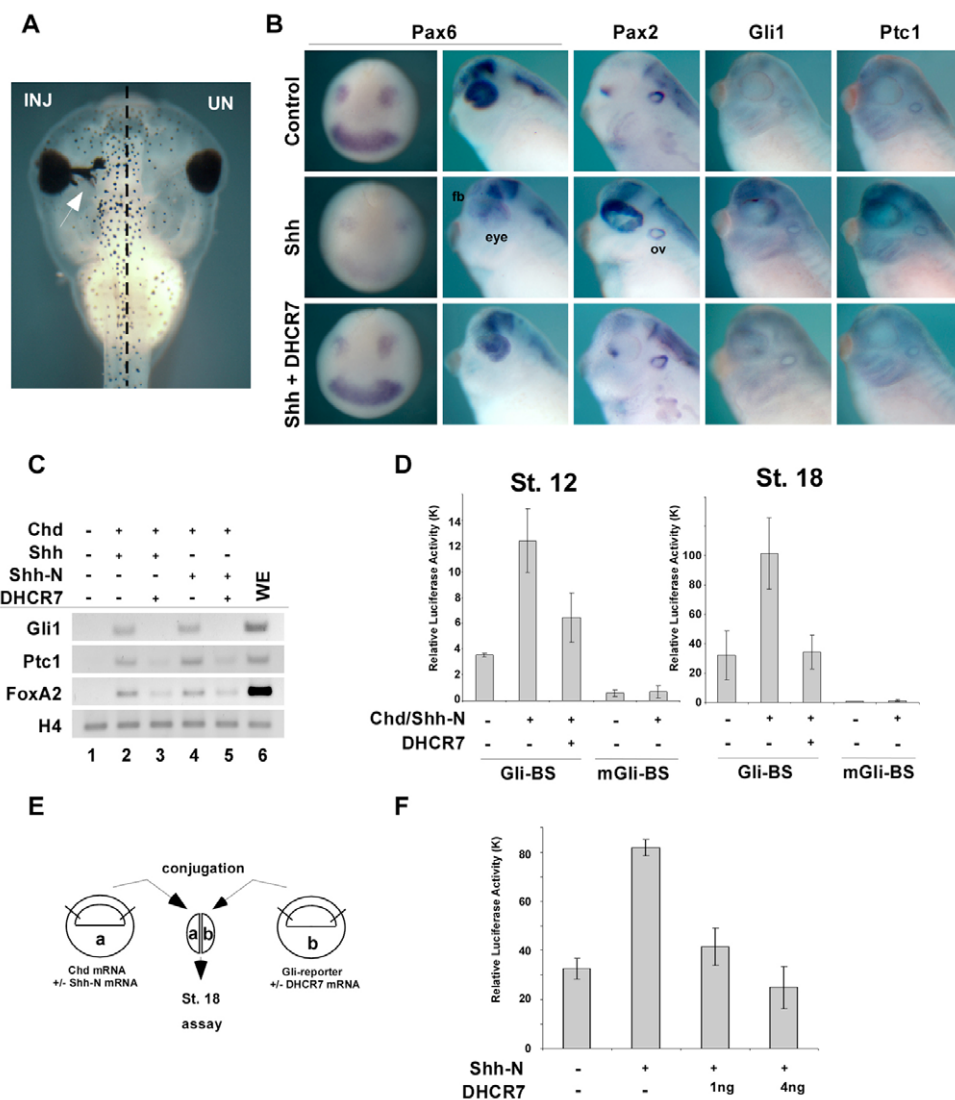 A
INJ
UN
B
Pax6
Pax2
Gli1
Ptc1
Control
Shh
fb
eye
ov
Shh + DHCR7
C
Chd - + + + +
Shh - + + - -
Shh-N - - - + +
DHCR7 - - + - +
WE
Gli1
Ptc1
FoxA2
H4
1 2 3 4 5 6
D
St. 12
Relative Luciferase Activity (K)
14
12
10
8
6
4
2
0
Chd/Shh-N - + + - +
DHCR7 - - + - -
Gli-BS mGli-BS
St. 18
Relative Luciferase Activity (K)
100
80
60
40
20
0
- + + - +
- - + - -
Gli-BS mGli-BS
E
conjugation
a
a b
b
Chd mRNA
+/- Shh-N mRNA
Gli-reporter
+/- DHCR7 mRNA
St. 18
assay
F
Relative Luciferase Activity (K)
80
60
40
20
0
Shh-N - + + +
DHCR7 - - 1ng 4ng